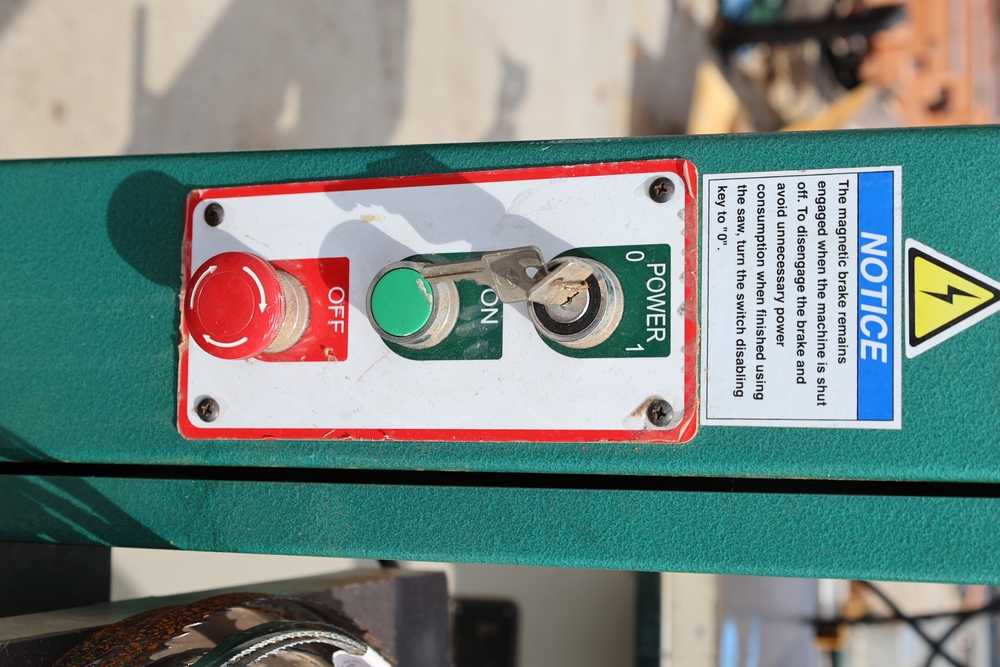 NOTICE
The magnetic brake remains
engaged when the machine is shut
off. To disengage the brake and
avoid unnecessary power
consumption when finished using
the saw, turn the switch disabling
key to "0".
POWER
0 1
ON
OFF